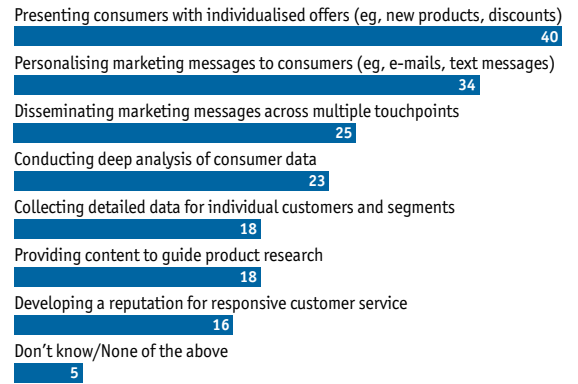 Presenting consumers with individualised offers (eg, new products, discounts)
40
Personalising marketing messages to consumers (eg, e-mails, text messages)
34
Disseminating marketing messages across multiple touchpoints
25
Conducting deep analysis of consumer data
23
Collecting detailed data for individual customers and segments
18
Providing content to guide product research
18
Developing a reputation for responsive customer service
16
Don’t know/None of the above
5